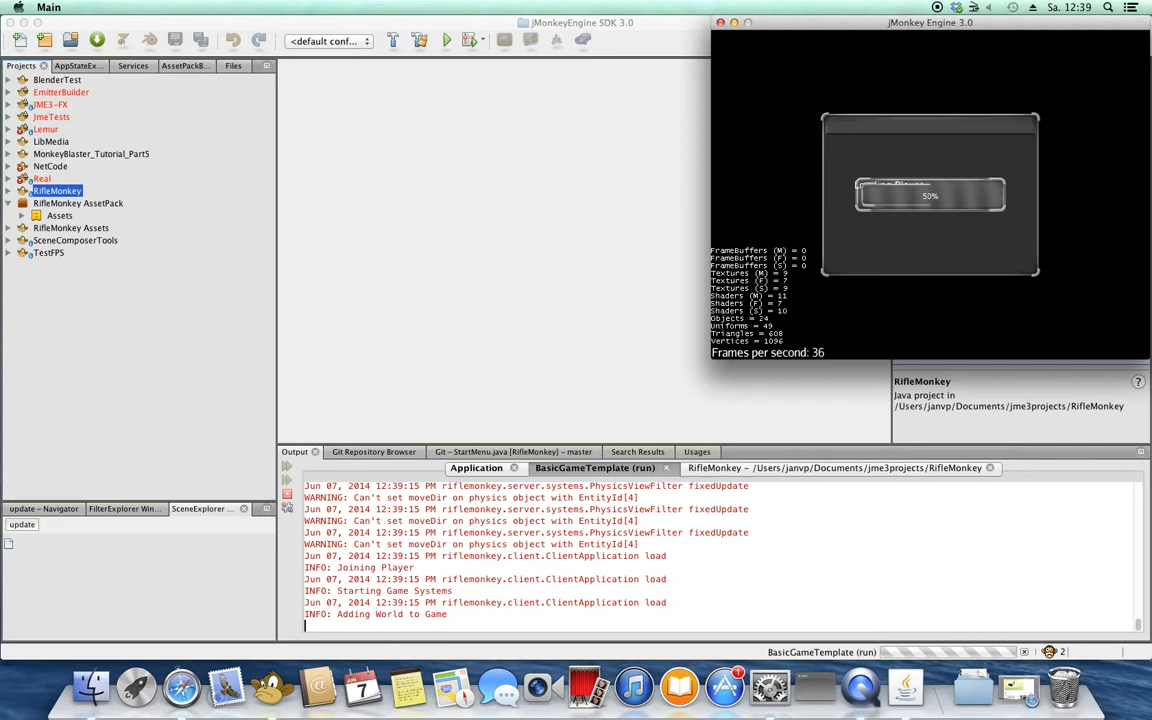 Main
Sa. 12:39
jMonkeyEngine SDK 3.0
jMonkey Engine 3.0
<default conf...
Projects
AppStateEx...
Services
AssetPackB...
Files
BlenderTest
EmitterBuilder
JME3-FX
JmeTests
Lemur
LibMedia
MonkeyBlaster_Tutorial_Part5
NetCode
Real
RifleMonkey
RifleMonkey AssetPack
Assets
RifleMonkey Assets
SceneComposerTools
TestFPS
50%
FrameBuffers (M) = 0
FrameBuffers (F) = 0
FrameBuffers (S) = 0
Textures (M) = 9
Textures (F) = 7
Textures (S) = 9
Shaders (M) = 11
Shaders (F) = 7
Shaders (S) = 10
Objects = 24
Uniforms = 49
Triangles = 608
Vertices = 1096
Frames per second: 36
RifleMonkey
Java project in
/Users/janvp/Documents/jme3projects/RifleMonkey
Output
Git Repository Browser
Git - StartMenu.java [RifleMonkey] - master
Search Results
Usages
Application
BasicGameTemplate (run)
RifleMonkey - /Users/janvp/Documents/jme3projects/RifleMonkey
Jun 07, 2014 12:39:15 PM riflemonkey.server.systems.PhysicsViewFilter fixedUpdate
WARNING: Can't set moveDir on physics object with EntityId[4]
Jun 07, 2014 12:39:15 PM riflemonkey.server.systems.PhysicsViewFilter fixedUpdate
WARNING: Can't set moveDir on physics object with EntityId[4]
Jun 07, 2014 12:39:15 PM riflemonkey.server.systems.PhysicsViewFilter fixedUpdate
WARNING: Can't set moveDir on physics object with EntityId[4]
Jun 07, 2014 12:39:15 PM riflemonkey.client.ClientApplication load
INFO: Joining Player
Jun 07, 2014 12:39:15 PM riflemonkey.client.ClientApplication load
INFO: Starting Game Systems
Jun 07, 2014 12:39:15 PM riflemonkey.client.ClientApplication load
INFO: Adding World to Game
update - Navigator
FilterExplorer Win...
SceneExplorer ...
update
BasicGameTemplate (run)
2
7
1